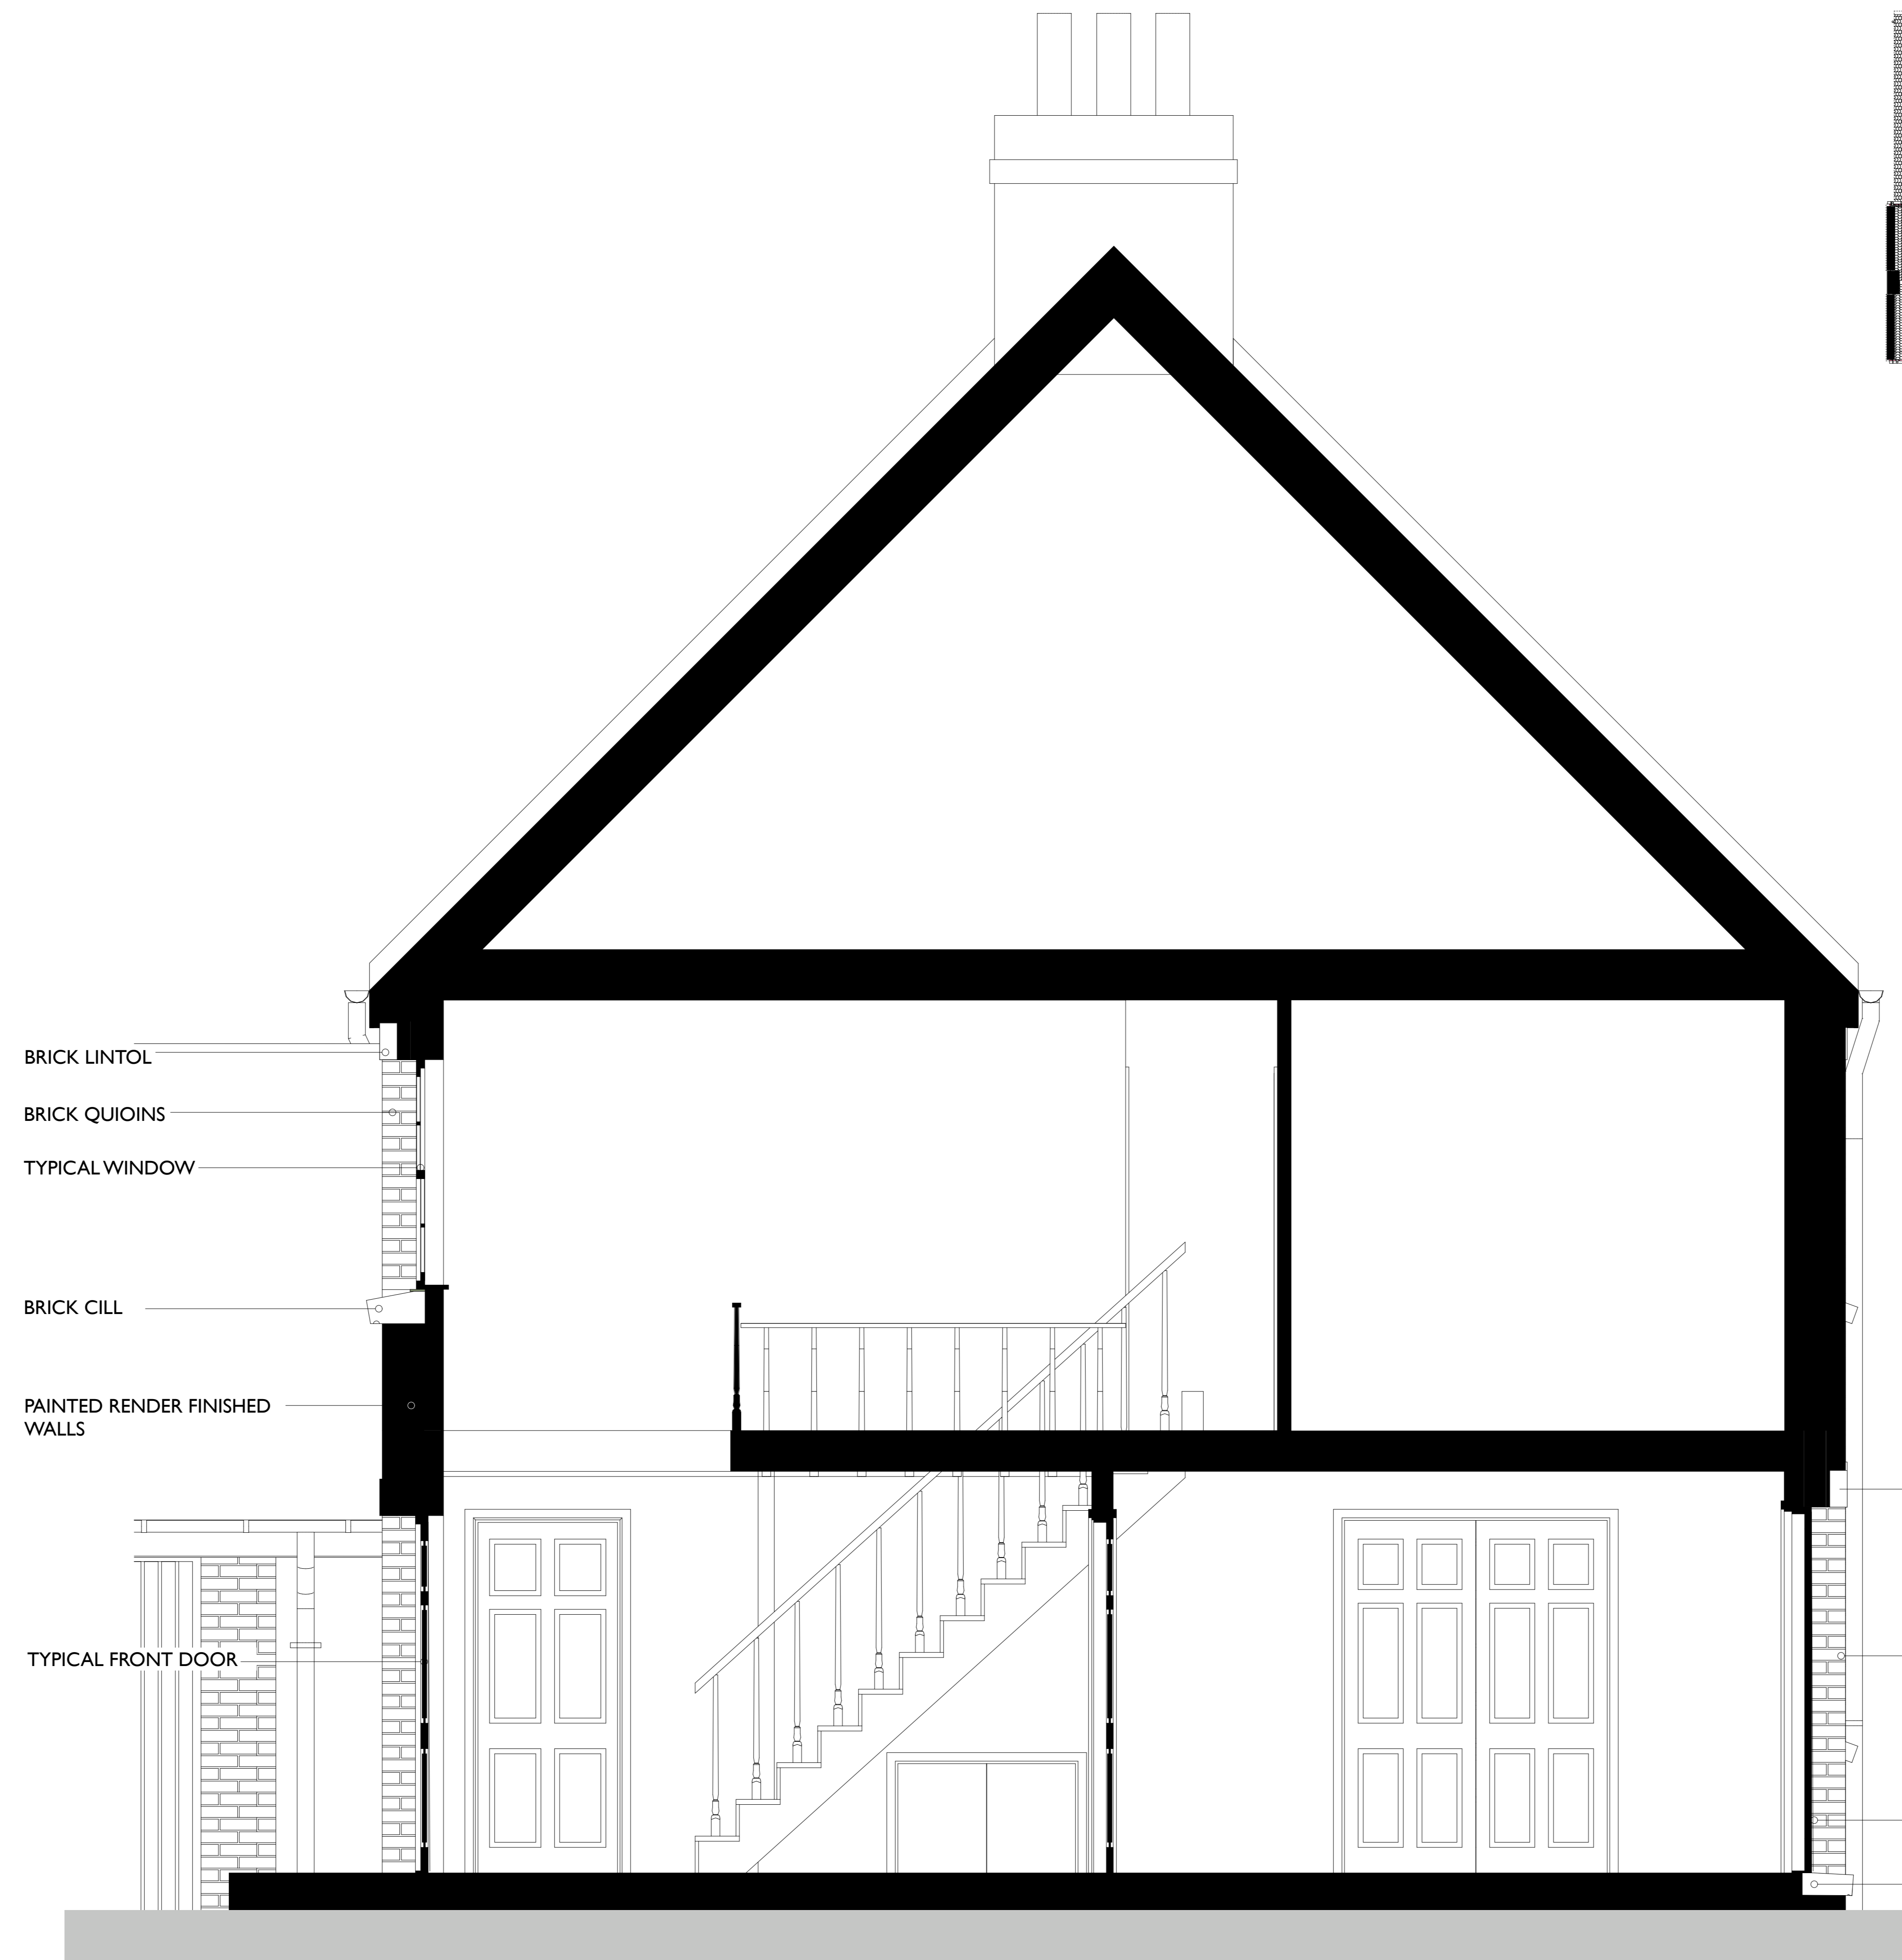 BRICK LINTOL
BRICK QUIOINS
TYPICAL WINDOW
BRICK CILL
PAINTED RENDER FINISHED
WALLS
TYPICAL FRONT DOOR